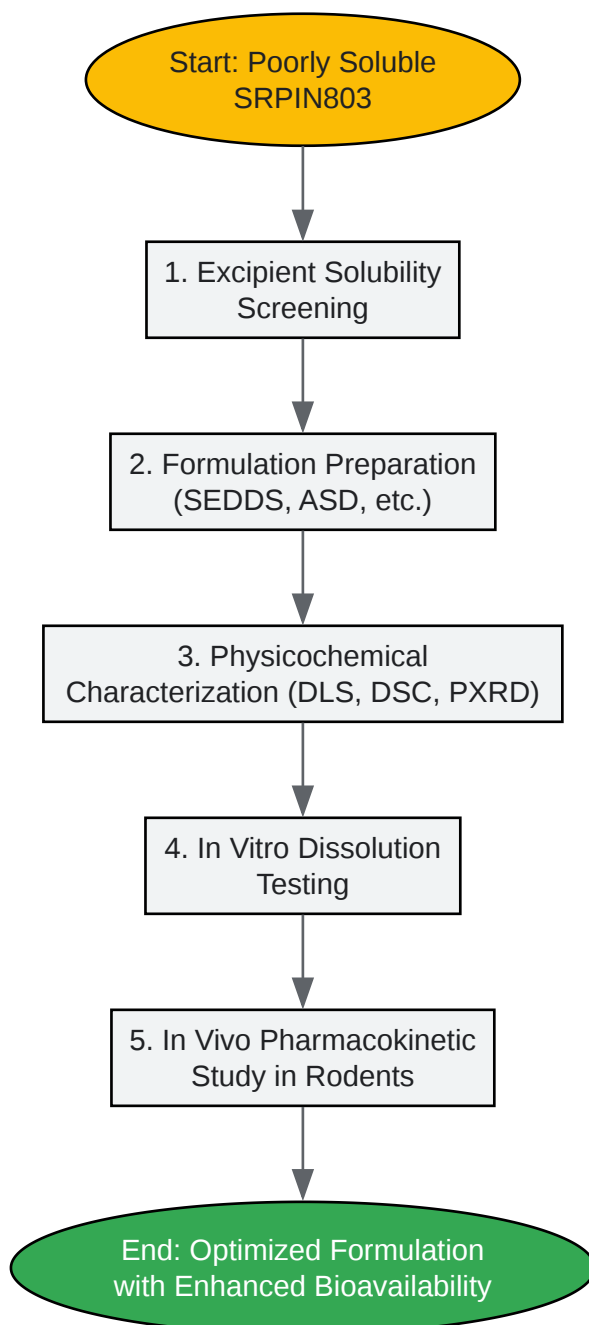 Start: Poorly Soluble
SRPIN803
1. Excipient Solubility
Screening
2. Formulation Preparation
(SEDDS, ASD, etc.)
3. Physicochemical
Characterization (DLS, DSC, PXRD)
4. In Vitro Dissolution
Testing
5. In Vivo Pharmacokinetic
Study in Rodents
End: Optimized Formulation
with Enhanced Bioavailability